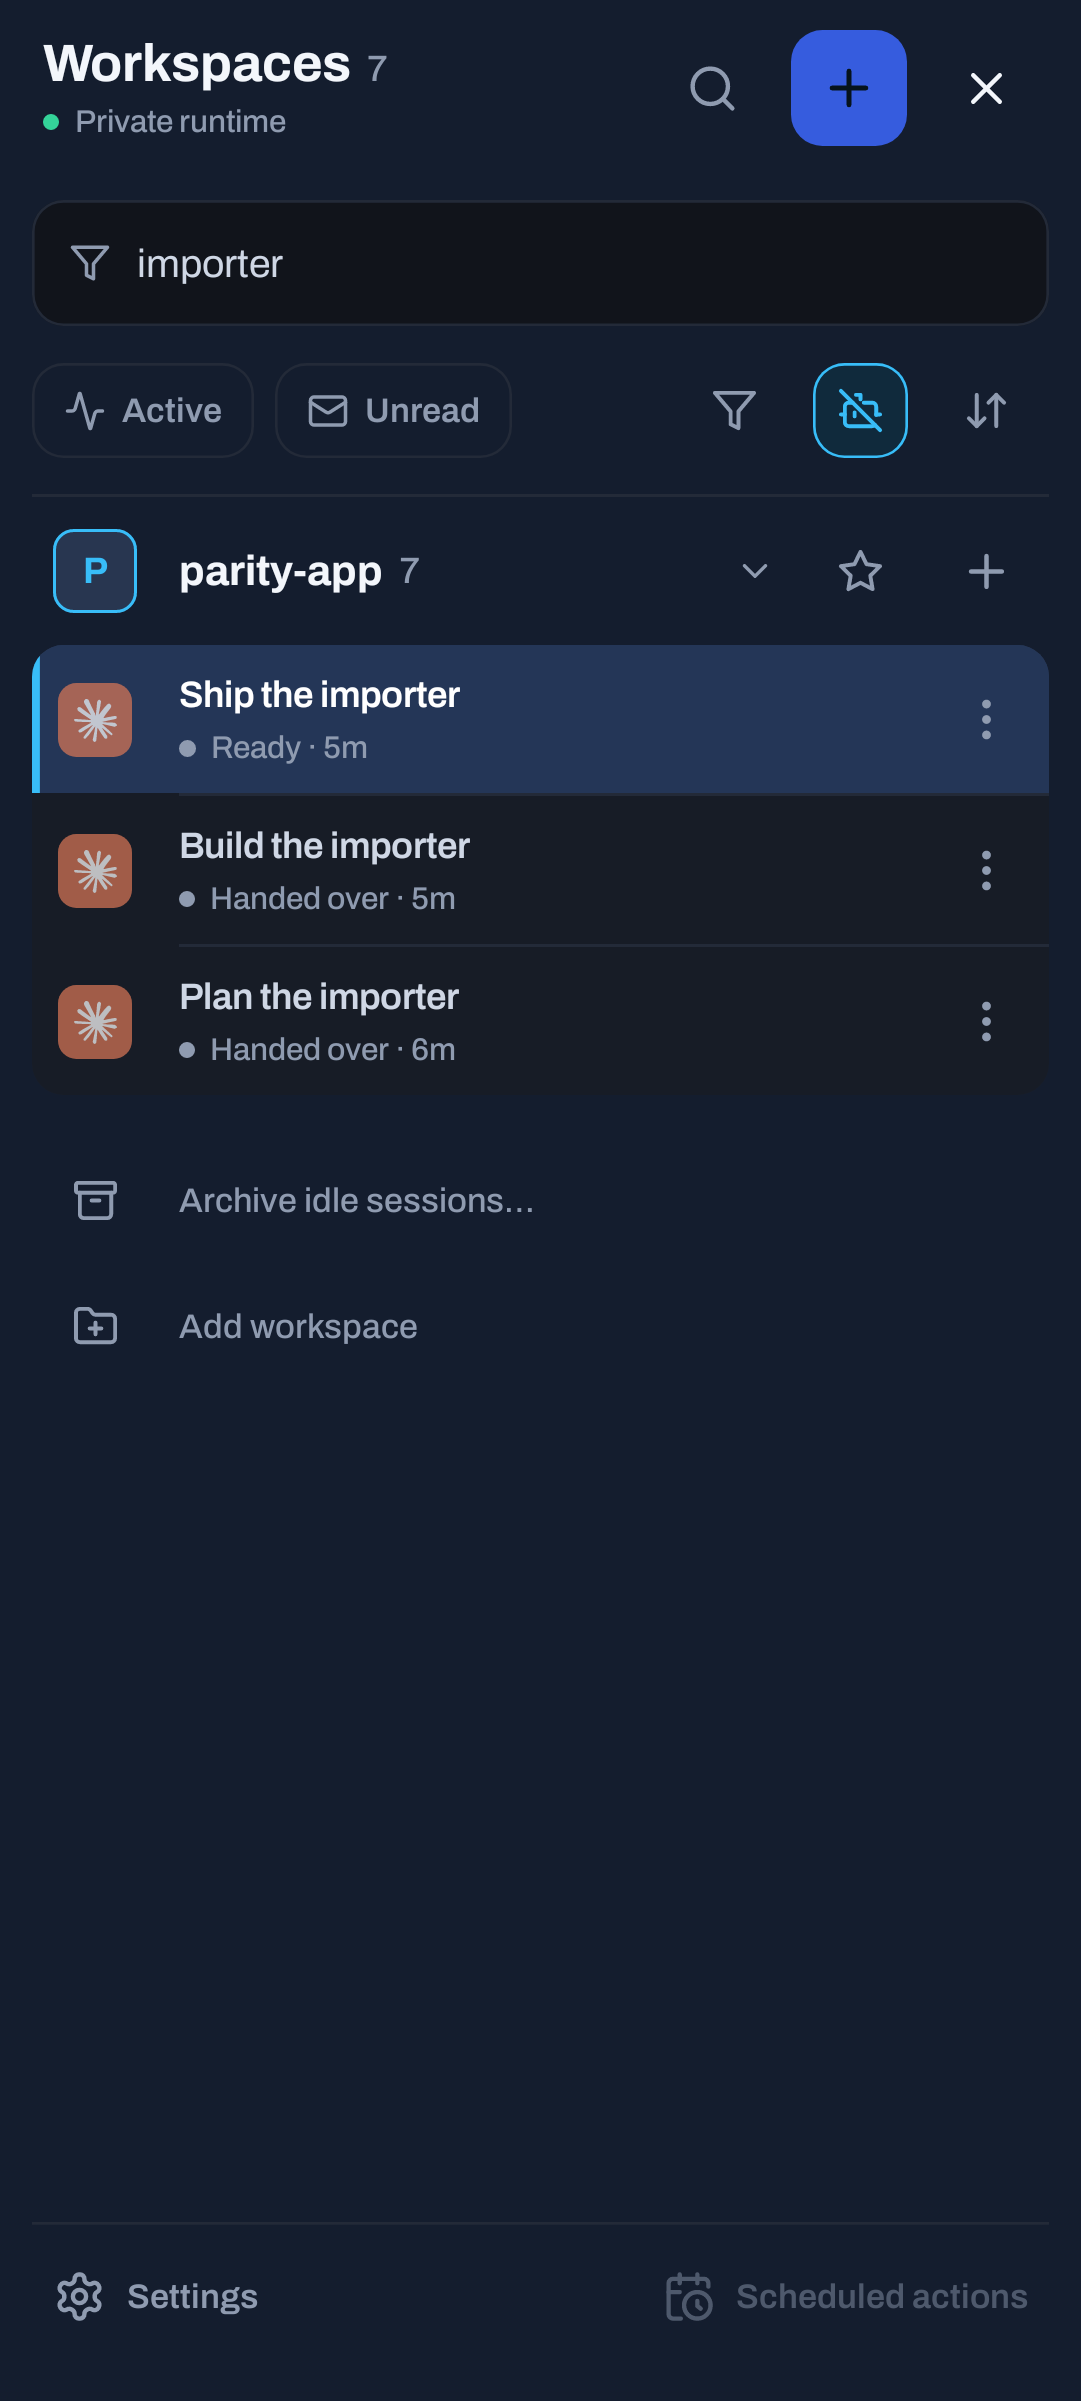 Workspaces 7
Private runtime
importer
Active
Unread
P
parity-app 7
Ship the importer
Ready · 5m
Build the importer
Handed over · 5m
Plan the importer
Handed over · 6m
Archive idle sessions...
Add workspace
Settings
Scheduled actions